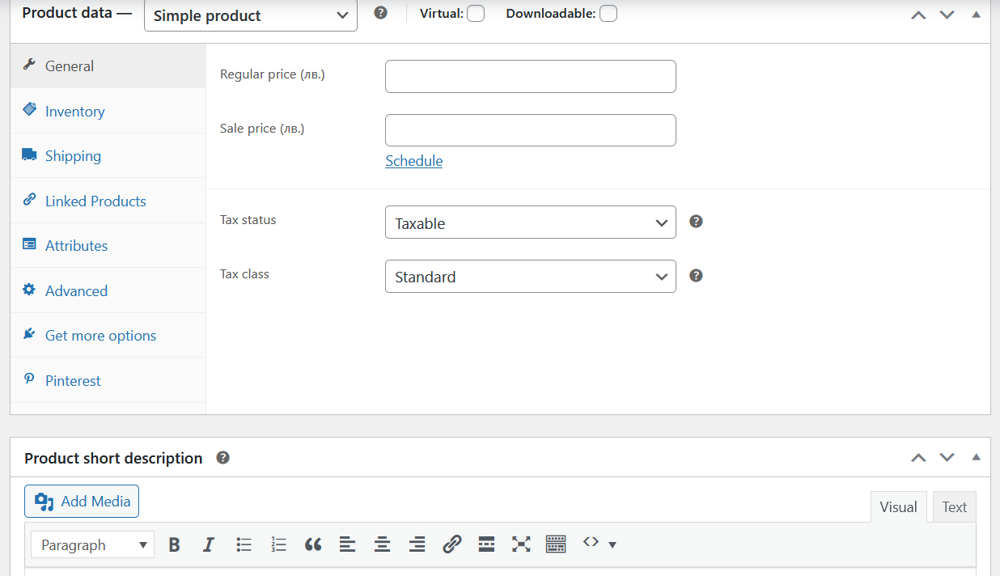 Product data — Simple product Virtual: Downloadable:
General
Inventory
Shipping
Linked Products
Attributes
Advanced
Get more options
Pinterest
Regular price (лв.)
Sale price (лв.)
Schedule
Tax status Taxable
Tax class Standard
Product short description
Add Media
Visual Text
Paragraph